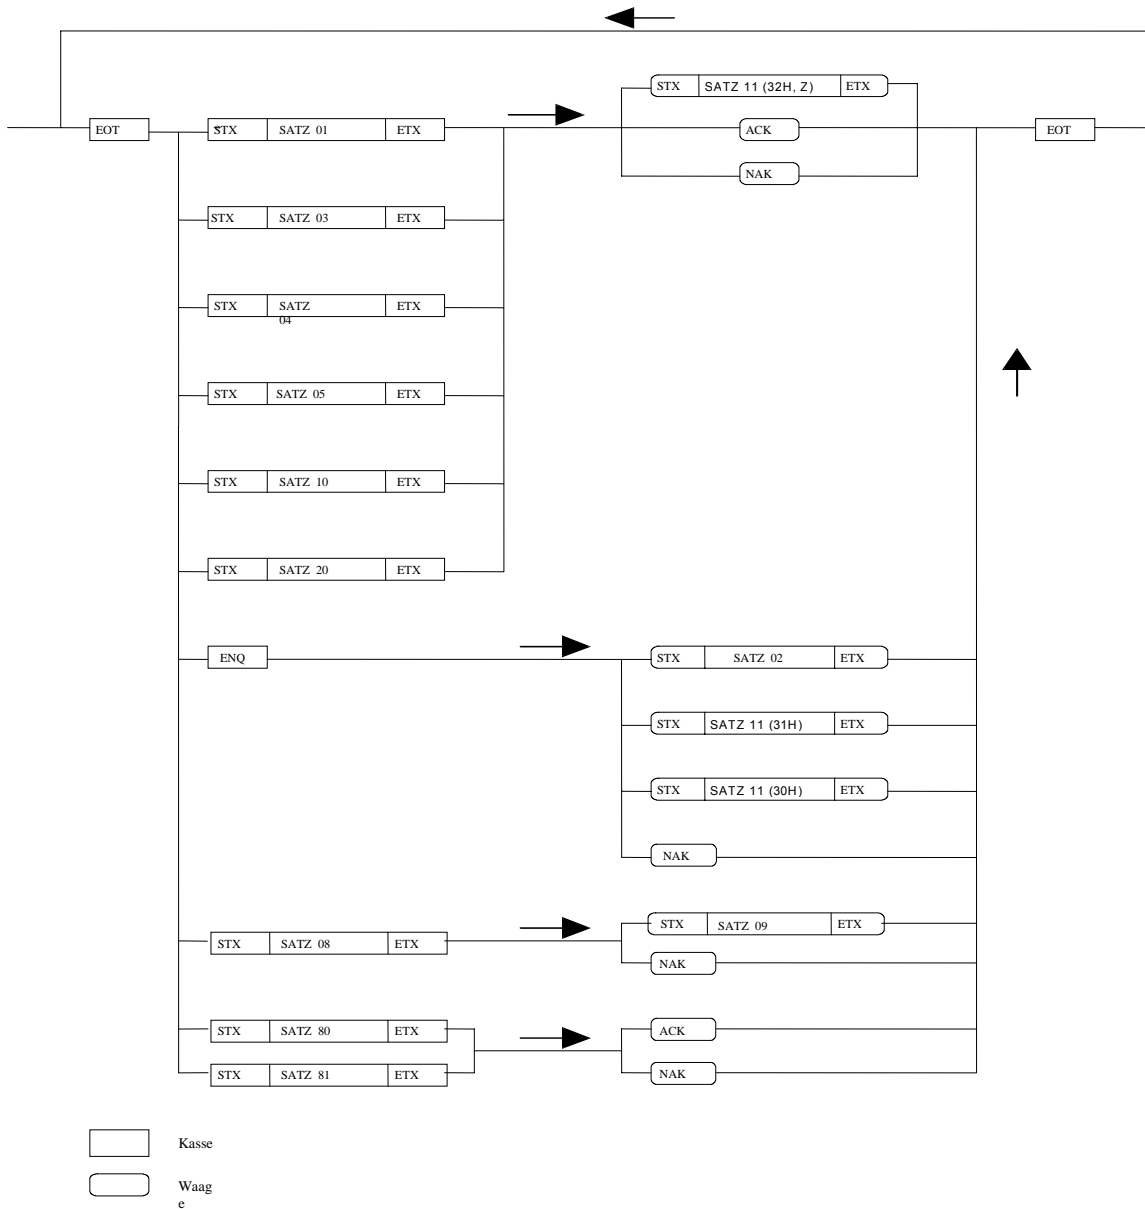 STX SATZ 11 (32H, Z) ETX
EOT STX SATZ 01 ETX ACK EOT
NAK
STX SATZ 03 ETX
STX SATZ ETX
04
STX SATZ 05 ETX
STX SATZ 10 ETX
STX SATZ 20 ETX
ENQ STX SATZ 02 ETX
STX SATZ 11 (31H) ETX
STX SATZ 11 (30H) ETX
NAK
STX SATZ 09 ETX
STX SATZ 08 ETX
NAK
STX SATZ 80 ETX ACK
STX SATZ 81 ETX NAK
Kasse
Waag
e